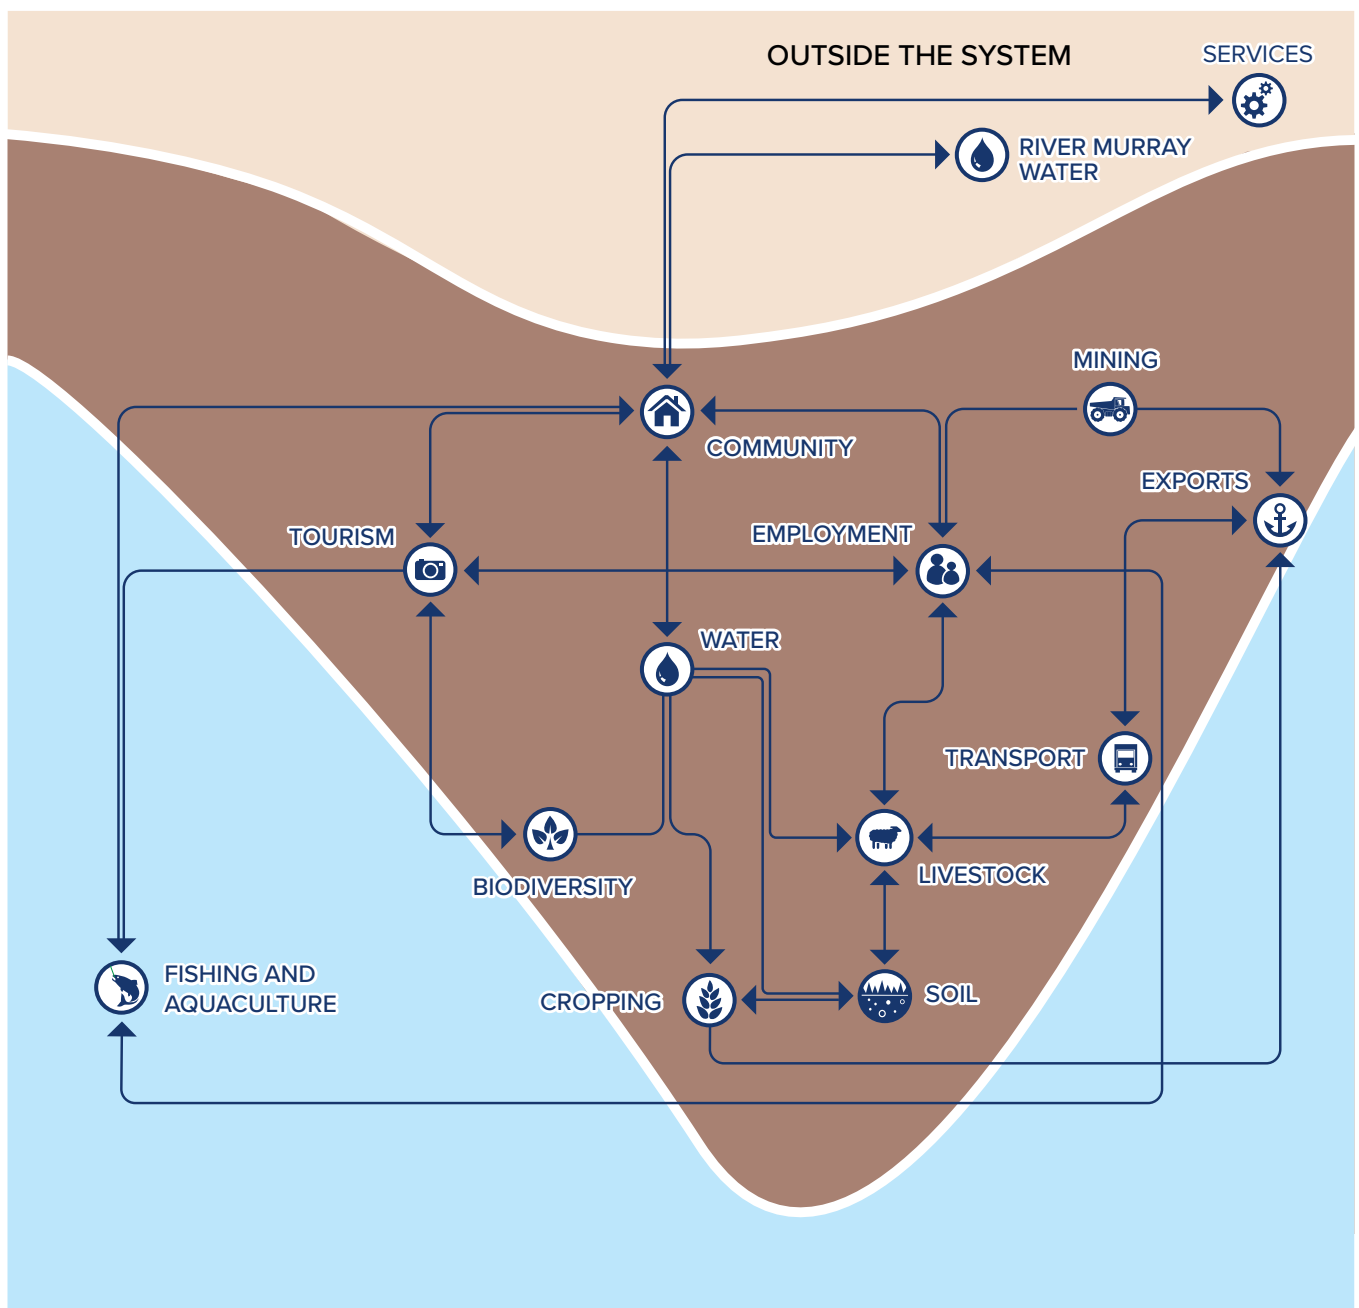 OUTSIDE THE SYSTEM
SERVICES
RIVER MURRAY
WATER
MINING
COMMUNITY
EXPORTS
TOURISM
EMPLOYMENT
WATER
TRANSPORT
LIVESTOCK
BIODIVERSITY
FISHING AND
AQUACULTURE
CROPPING
SOIL